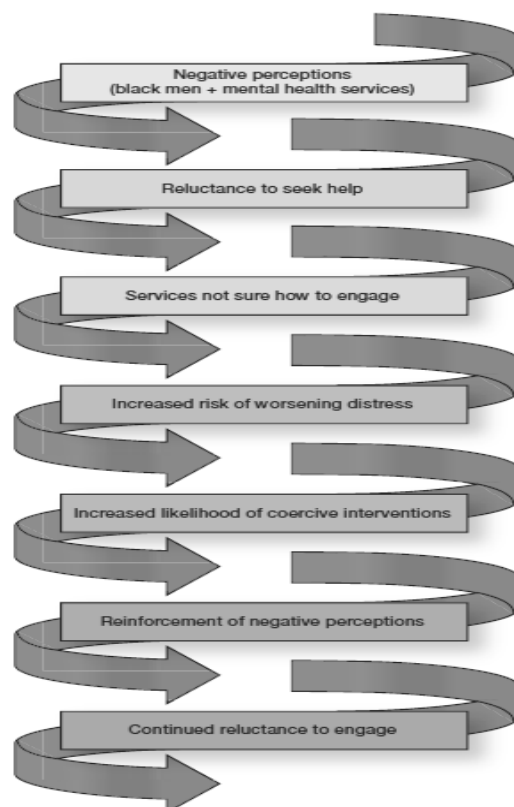 Negative perceptions
(black men + mental health services)
Reluctance to seek help
Services not sure how to engage
Increased risk of worsening distress
Increased likelihood of coercive interventions
Reinforcement of negative perceptions
Continued reluctance to engage